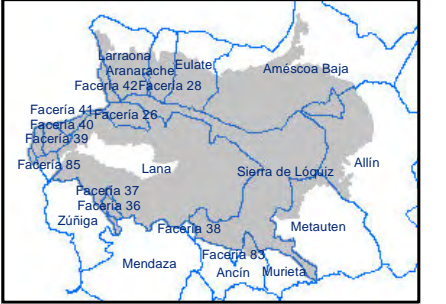 Larraona
Aranarache
Eulate
Améscoa Baja
Facería 42
Facería 28
Facería 41
Facería 26
Facería 40
Facería 39
Facería 85
Lana
Sierra de Lóquiz
Allín
Facería 37
Facería 36
Zúñiga
Facería 38
Metauten
Facería 83
Mendaza
Ancín
Murieta